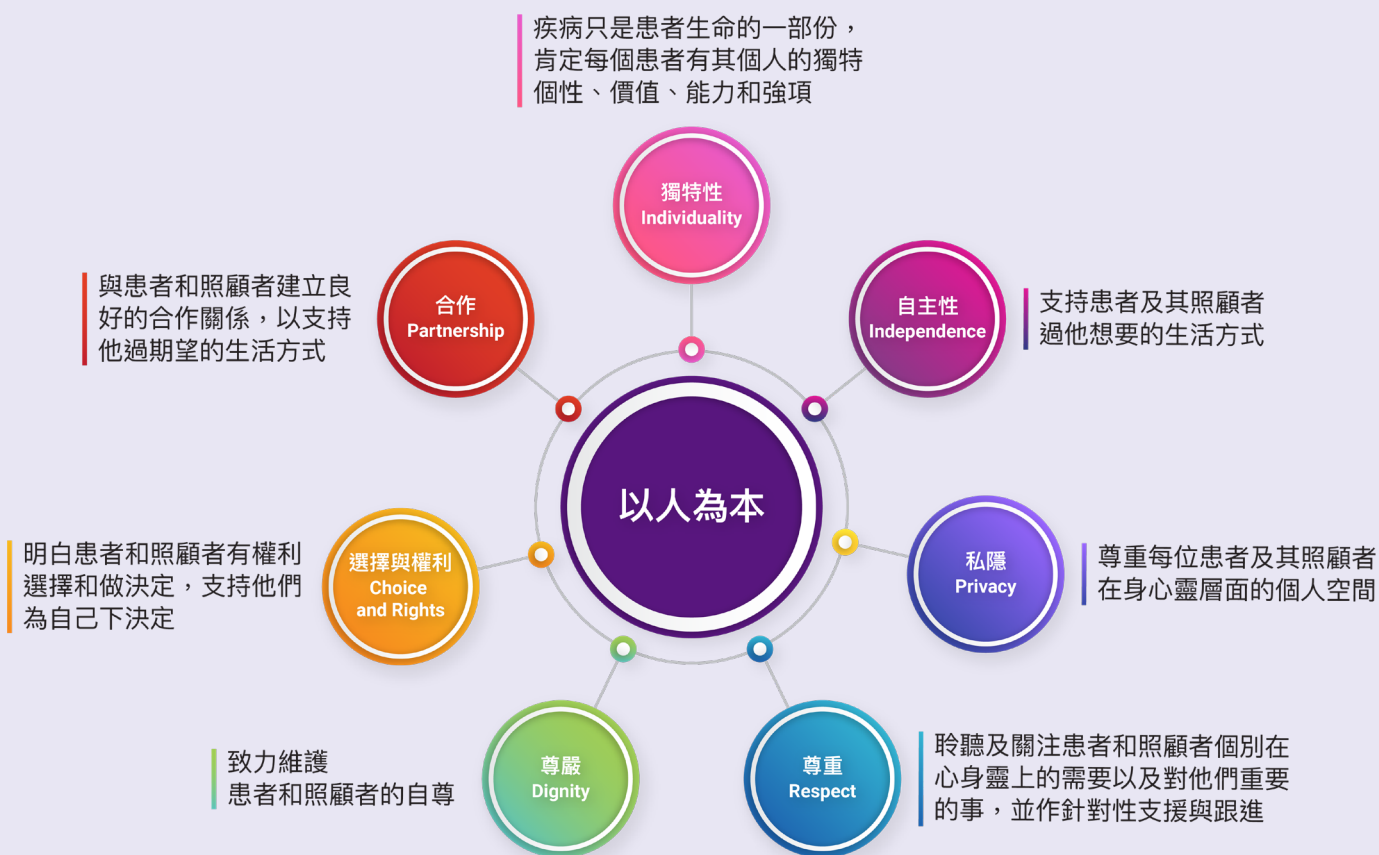 疾病只是患者生命的一部份，
肯定每個患者有其個人的獨特
個性、價值、能力和強項
獨特性
Individuality
合作
Partnership
與患者和照顧者建立良
好的合作關係，以支持
他過期望的生活方式
自主性
Independence
支持患者及其照顧者
過他想要的生活方式
以人為本
選擇與權利
Choice
and Rights
明白患者和照顧者有權利
選擇和做決定，支持他們
為自己下決定
私隱
Privacy
尊重每位患者及其照顧者
在身心靈層面的個人空間
致力維護
患者和照顧者的自尊
尊嚴
Dignity
尊重
Respect
聆聽及關注患者和照顧者個別在
心身靈上的需要以及對他們重要
的事，並作針對性支援與跟進